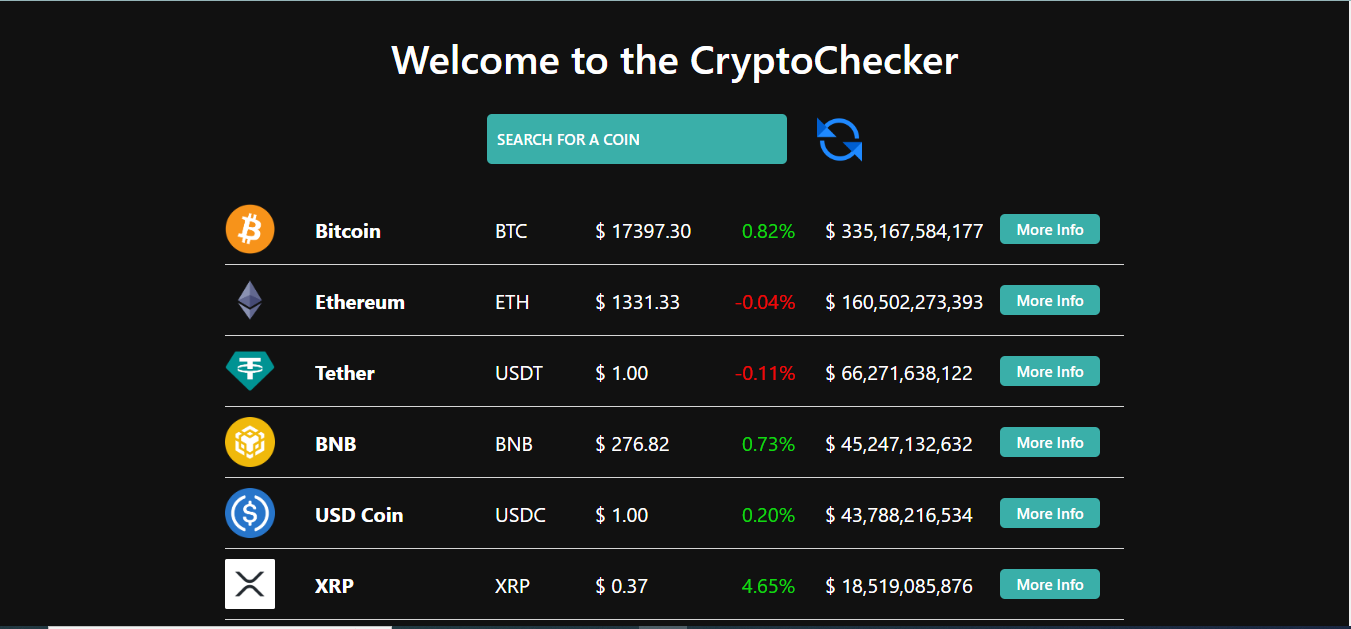 Welcome to the CryptoChecker
SEARCH FOR A COIN
Bitcoin BTC $ 17397.30 0.82% $ 335,167,584,177 More Info
Ethereum ETH $ 1331.33 -0.04% $ 160,502,273,393 More Info
Tether USDT $ 1.00 -0.11% $ 66,271,638,122 More Info
BNB BNB $ 276.82 0.73% $ 45,247,132,632 More Info
USD Coin USDC $ 1.00 0.20% $ 43,788,216,534 More Info
XRP XRP $ 0.37 4.65% $ 18,519,085,876 More Info